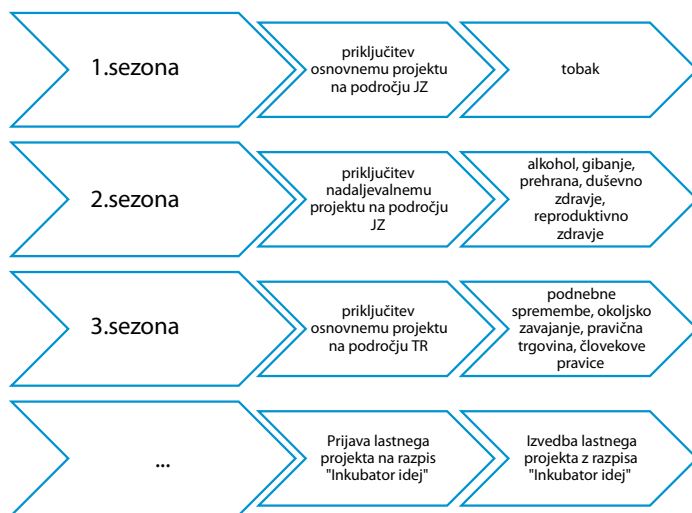 1.sezona
priključitev
osnovnemu projektu
na področju JZ
tobak
2.sezona
priključitev
nadaljevalnemu
projektu na področju
JZ
alkohol, gibanje,
prehrana, duševno
zdravje,
reproduktivno
zdravje
3.sezona
priključitev
osnovnemu projektu
na področju TR
podnebne
spremembe, okoljsko
zavajanje, pravična
trgovina, človekove
pravice
...
Prijava lastnega
projekta na razpis
"Inkubator idej"
Izvedba lastnega
projekta z razpisa
"Inkubator idej"